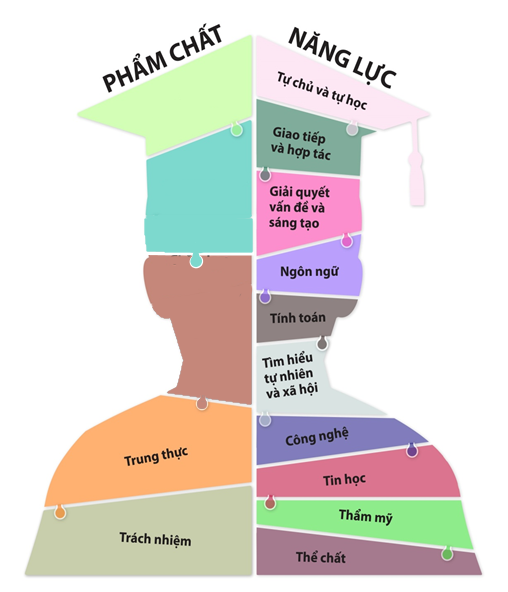 PHẨM CHẤT
NĂNG LỰC
Tự chủ và tự học
Giao tiếp
và hợp tác
Giải quyết
vấn đề và
sáng tạo
Ngôn ngữ
Tính toán
Tìm hiểu
tự nhiên
và xã hội
Trung thực
Công nghệ
Tin học
Trách nhiệm
Thẩm mỹ
Thể chất